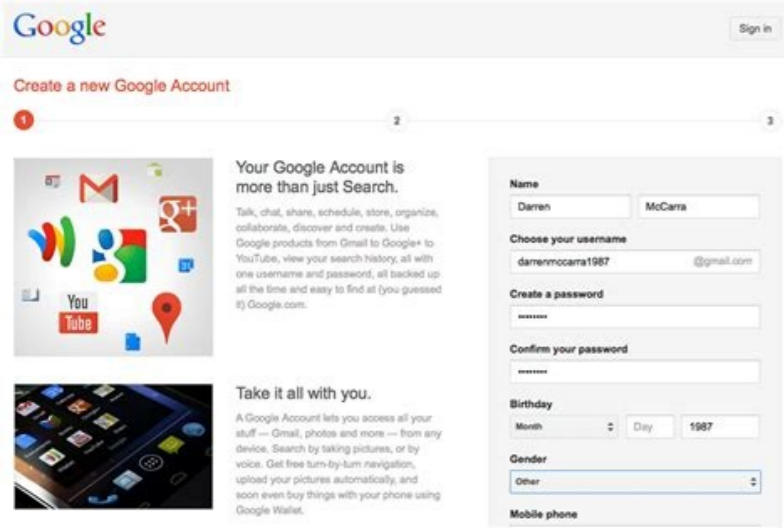 Google
Sign in
Create a new Google Account
1
2
3
Your Google Account is
more than just Search.
Talk, chat, share, schedule, store, organize,
collaborate, discover and create. Use
Google products from Gmail to Google+ to
YouTube, view your search history, all with
one username and password, all backed up
all the time and easy to find at (you guessed
it) Google.com.
g+
8
You
Tube
Take it all with you.
A Google Account lets you access all your
stuff — Gmail, photos and more — from any
device. Search by taking pictures, or by
voice. Get free turn-by-turn navigation,
upload your pictures automatically, and
soon even buy things with your phone using
Google Wallet.
Name
Darren McCarra
Choose your username
darrenmccarra1987 @gmail.com
Create a password
••••••••
Confirm your password
••••••••
Birthday
Month Day 1987
Gender
Other
Mobile phone